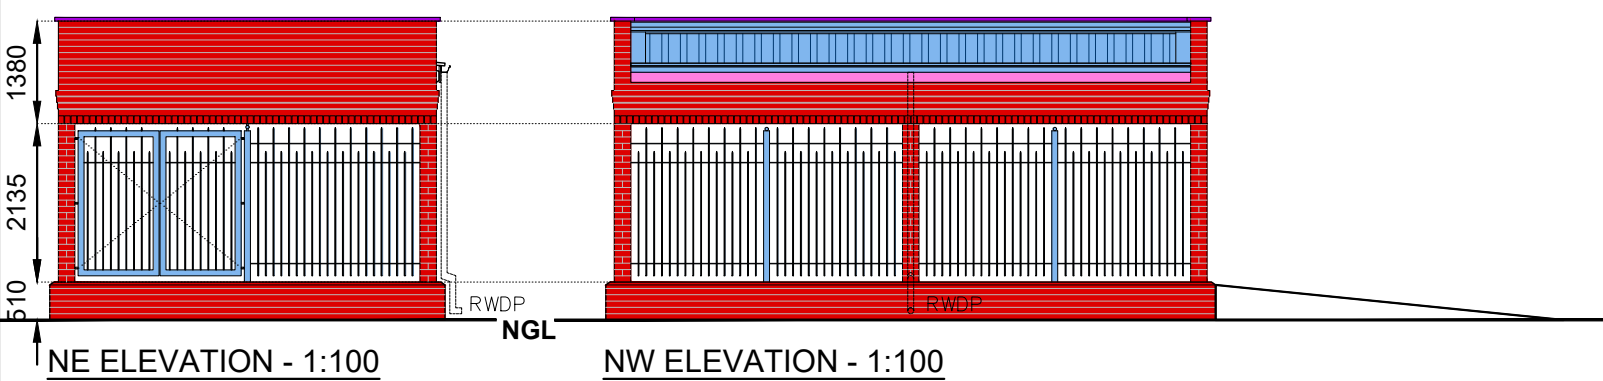 1380
2135
510
RWDP
RWDP
NGL
NE ELEVATION - 1:100
NW ELEVATION - 1:100